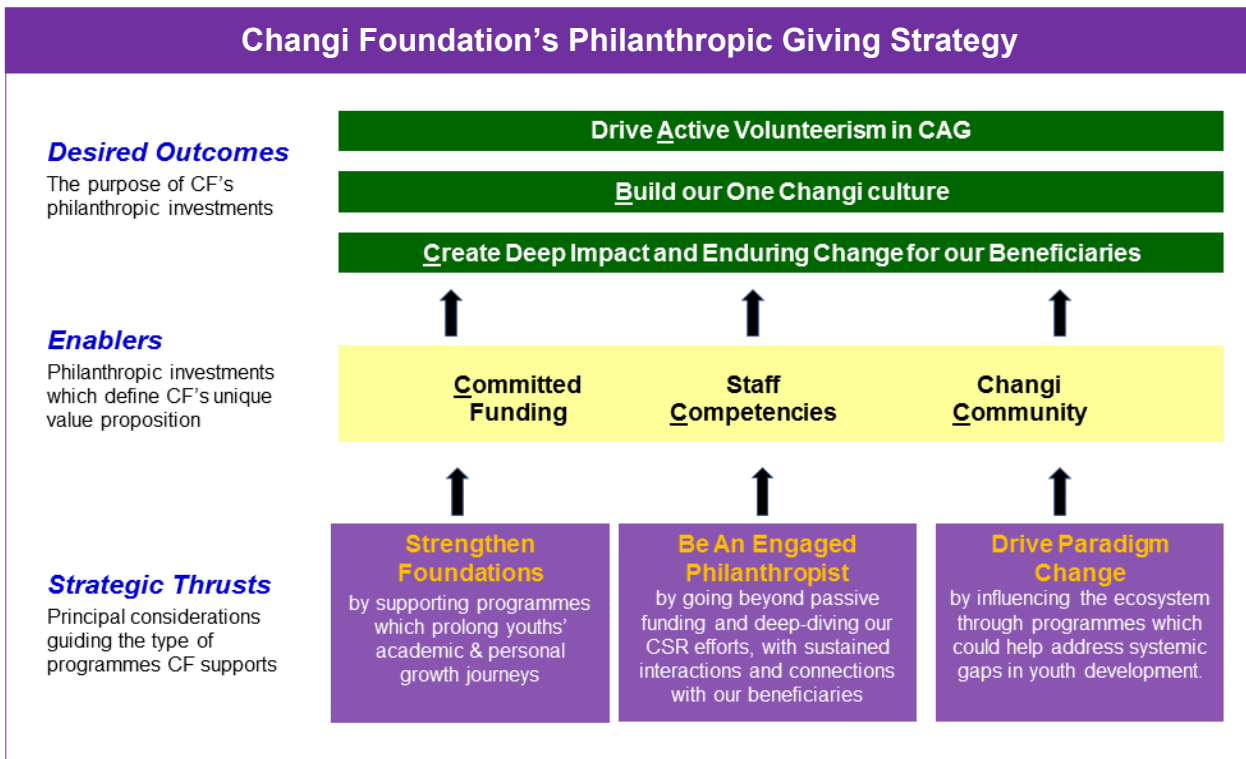 Changi Foundation's Philanthropic Giving Strategy
Desired Outcomes
The purpose of CF's
philanthropic investments
Drive Active Volunteerism in CAG
Build our One Changi culture
Create Deep Impact and Enduring Change for our Beneficiaries
Enablers
Philanthropic investments
which define CF's unique
value proposition
Committed
Funding
Staff
Competencies
Changi
Community
Strategic Thrusts
Principal considerations
guiding the type of
programmes CF supports
Strengthen
Foundations
by supporting programmes
which prolong youths'
academic & personal
growth journeys
Be An Engaged
Philanthropist
by going beyond passive
funding and deep-diving our
CSR efforts, with sustained
interactions and connections
with our beneficiaries
Drive Paradigm
Change
by influencing the ecosystem
through programmes which
could help address systemic
gaps in youth development.